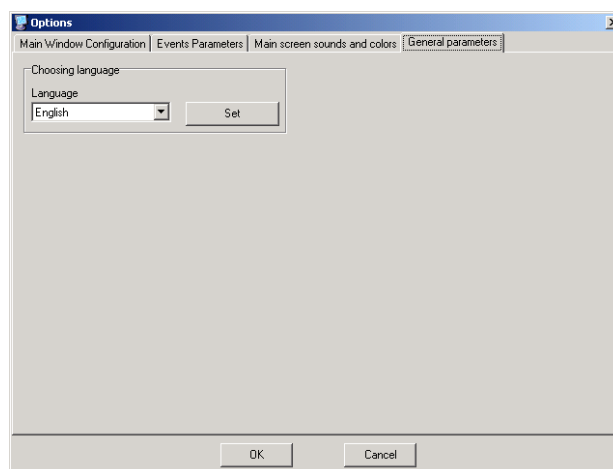 Options
Main Window Configuration Events Parameters Main screen sounds and colors General parameters
Choosing language
Language
English Set
OK Cancel